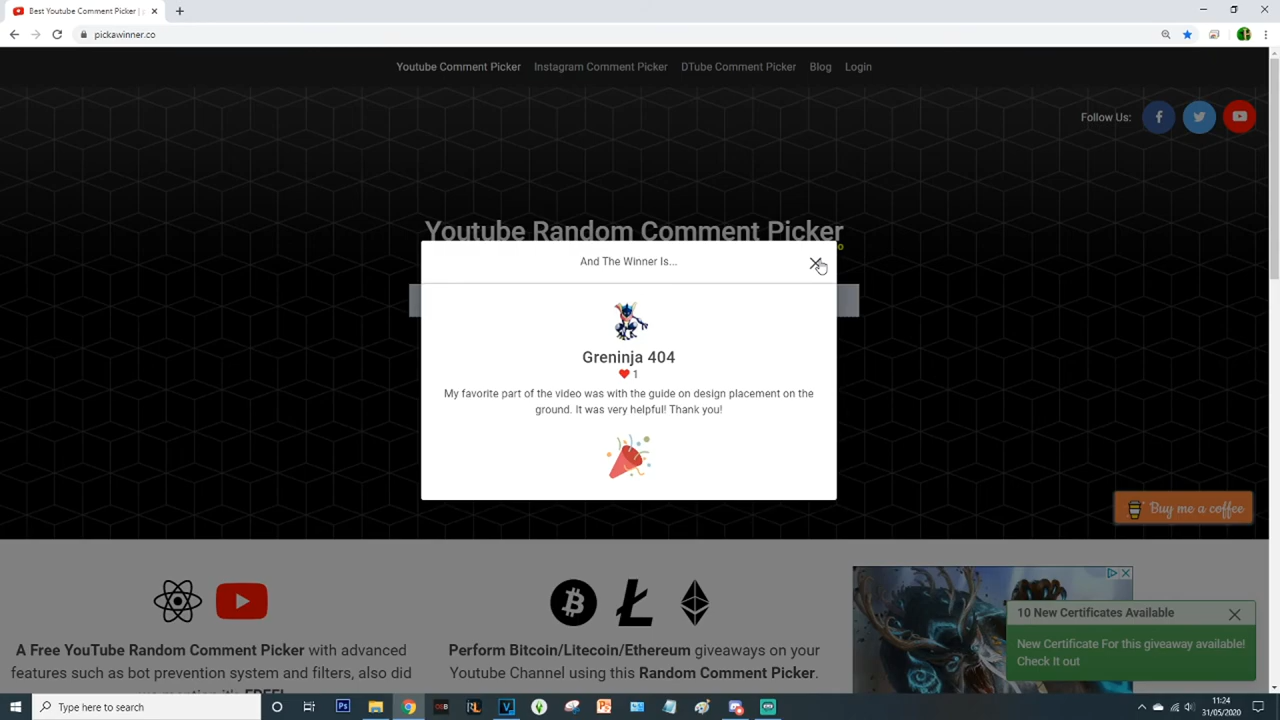 Best Youtube Comment Picker |
pickawinner.co
Youtube Comment Picker
Instagram Comment Picker
DTube Comment Picker
Blog
Login
Follow Us:
Youtube Random Comment Picker
And The Winner Is...
Greninja 404
1
My favorite part of the video was with the guide on design placement on the
ground. It was very helpful! Thank you!
Buy me a coffee
A Free YouTube Random Comment Picker with advanced
features such as bot prevention system and filters, also did
Perform Bitcoin/Litecoin/Ethereum giveaways on your
Youtube Channel using this Random Comment Picker.
10 New Certificates Available
New Certificate For this giveaway available!
Check It out
Type here to search
11:24
31/05/2020